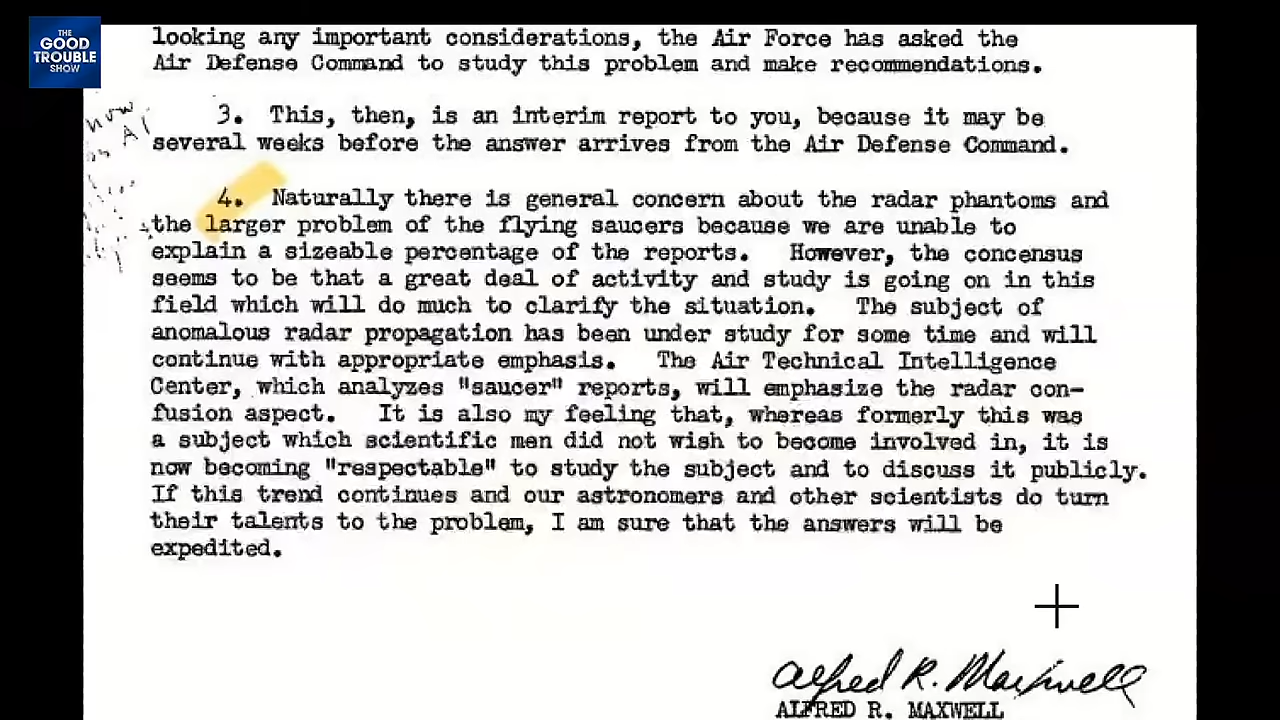 THE
GOOD
TROUBLE
SHOW
looking any important considerations, the Air Force has asked the
Air Defense Command to study this problem and make recommendations.
3. This, then, is an interim report to you, because it may be
several weeks before the answer arrives from the Air Defense Command.
4. Naturally there is general concern about the radar phantoms and
the larger problem of the flying saucers because we are unable to
explain a sizeable percentage of the reports. However, the concensus
seems to be that a great deal of activity and study is going on in this
field which will do much to clarify the situation. The subject of
anomalous radar propagation has been under study for some time and will
continue with appropriate emphasis. The Air Technical Intelligence
Center, which analyzes "saucer" reports, will emphasize the radar con-
fusion aspect. It is also my feeling that, whereas formerly this was
a subject which scientific men did not wish to become involved in, it is
now becoming "respectable" to study the subject and to discuss it publicly.
If this trend continues and our astronomers and other scientists do turn
their talents to the problem, I am sure that the answers will be
expedited.
Alfred R. Maxwell
ALFRED R. MAXWELL